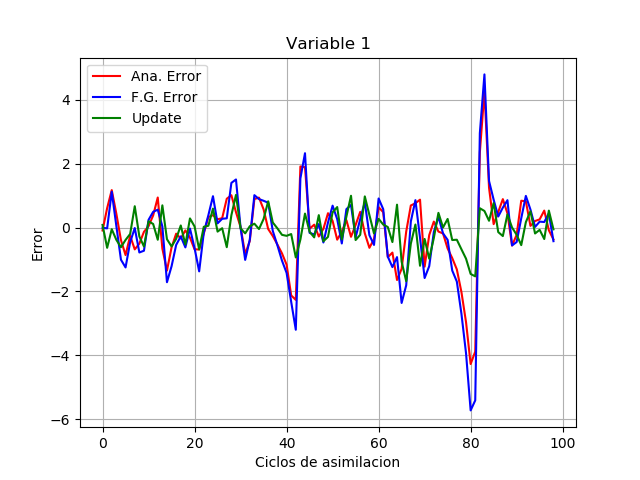 Variable 1
Ana. Error
F.G. Error
Update
4
2
0
−2
−4
−6
Error
0 20 40 60 80 100
Ciclos de asimilacion